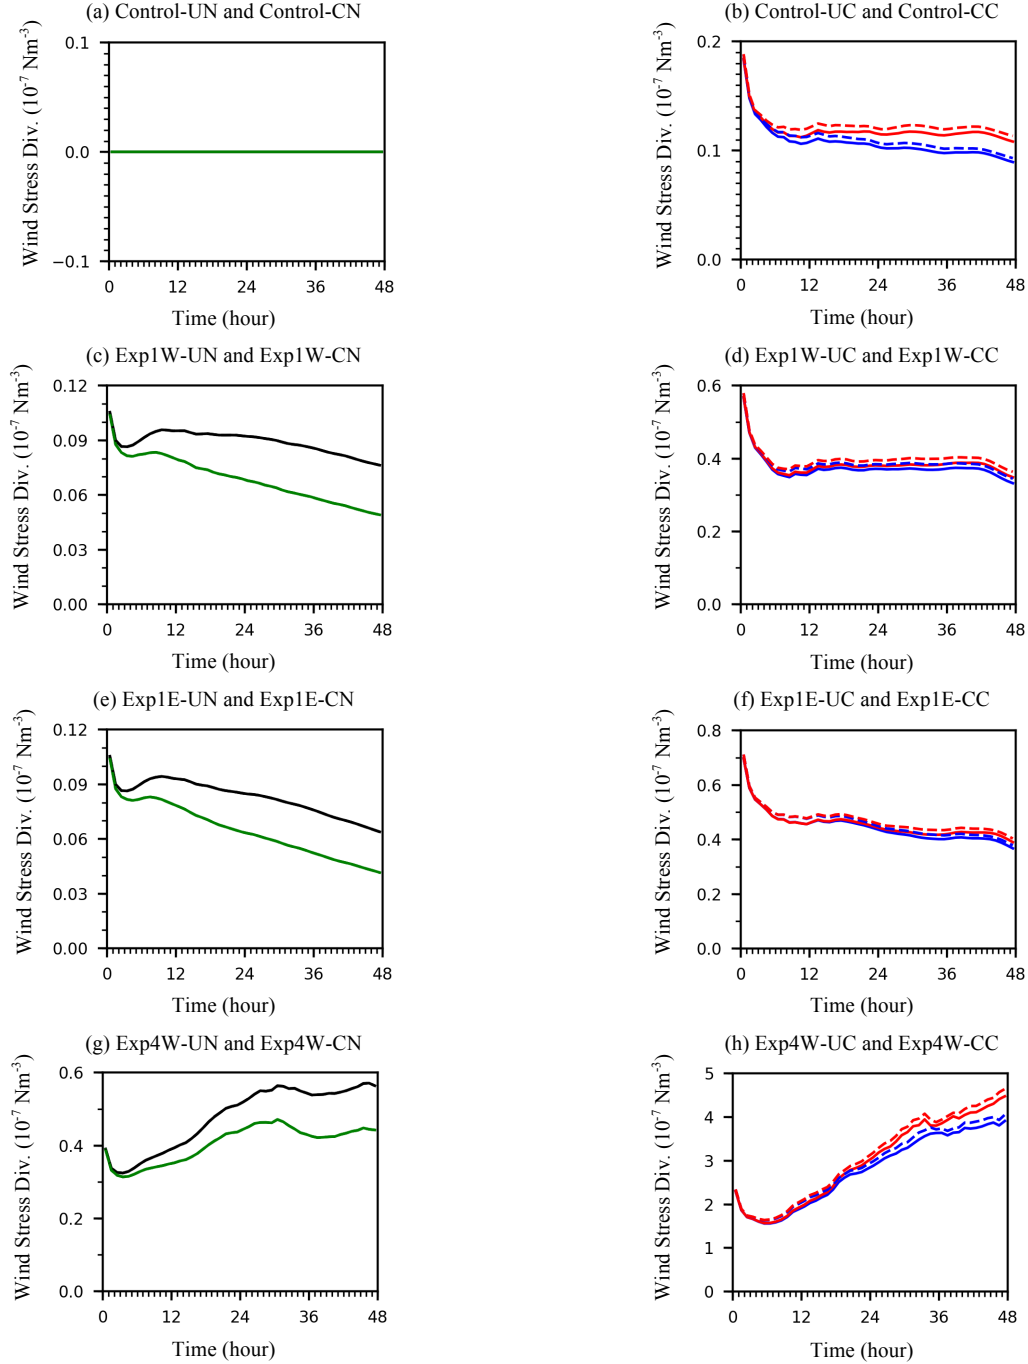 (a) Control-UN and Control-CN
Wind Stress Div. (10-7 Nm-3)
0.1
0.0
−0.1
0 12 24 36 48
Time (hour)
(b) Control-UC and Control-CC
Wind Stress Div. (10-7 Nm-3)
0.2
0.1
0.0
0 12 24 36 48
Time (hour)
(c) Exp1W-UN and Exp1W-CN
Wind Stress Div. (10-7 Nm-3)
0.12
0.09
0.06
0.03
0.00
0 12 24 36 48
Time (hour)
(d) Exp1W-UC and Exp1W-CC
Wind Stress Div. (10-7 Nm-3)
0.6
0.4
0.2
0.0
0 12 24 36 48
Time (hour)
(e) Exp1E-UN and Exp1E-CN
Wind Stress Div. (10-7 Nm-3)
0.12
0.09
0.06
0.03
0.00
0 12 24 36 48
Time (hour)
(f) Exp1E-UC and Exp1E-CC
Wind Stress Div. (10-7 Nm-3)
0.8
0.6
0.4
0.2
0.0
0 12 24 36 48
Time (hour)
(g) Exp4W-UN and Exp4W-CN
Wind Stress Div. (10-7 Nm-3)
0.6
0.4
0.2
0.0
0 12 24 36 48
Time (hour)
(h) Exp4W-UC and Exp4W-CC
Wind Stress Div. (10-7 Nm-3)
5
4
3
2
1
0
0 12 24 36 48
Time (hour)